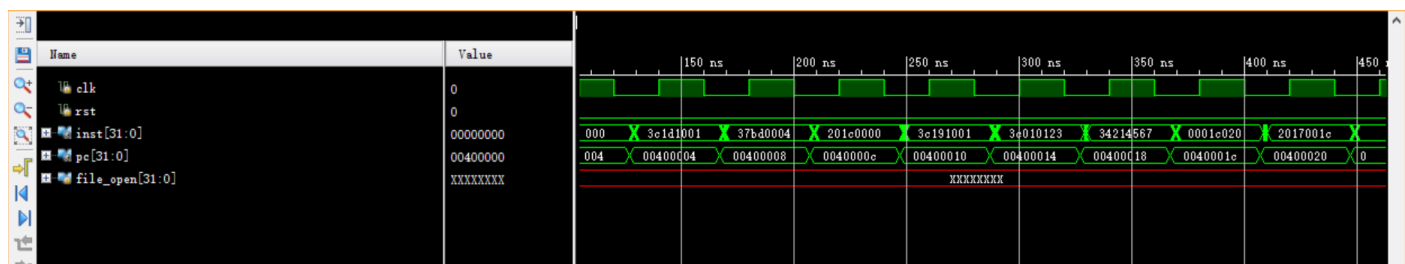 Name Value
150 ns 200 ns 250 ns 300 ns 350 ns 400 ns 450
clk 0
rst 0
inst[31:0] 00000000 000 3c1d1001 37bd0004 201c0000 3c191001 3c010123 34214567 0001c020 2017001c
pc[31:0] 00400000 004 00400004 00400008 0040000c 00400010 00400014 00400018 0040001c 00400020 0
file_open[31:0] XXXXXXXX XXXXXXXX